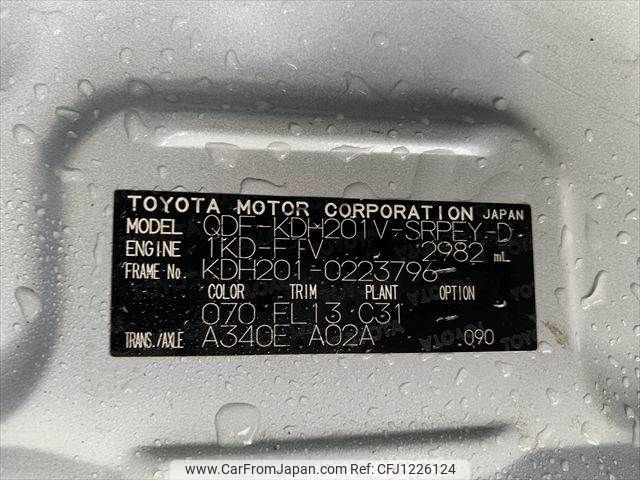 TOYOTA MOTOR CORPORATION JAPAN
MODEL QDF-KDH201V-SRPEY-D
ENGINE 1KD-FTV 2982 mL
FRAME No. KDH201-0223796
COLOR TRIM PLANT OPTION
070 FL13 C31
TRANS./AXLE A340E A02A 090
www.CarFromJapan.com | CFJ1226124